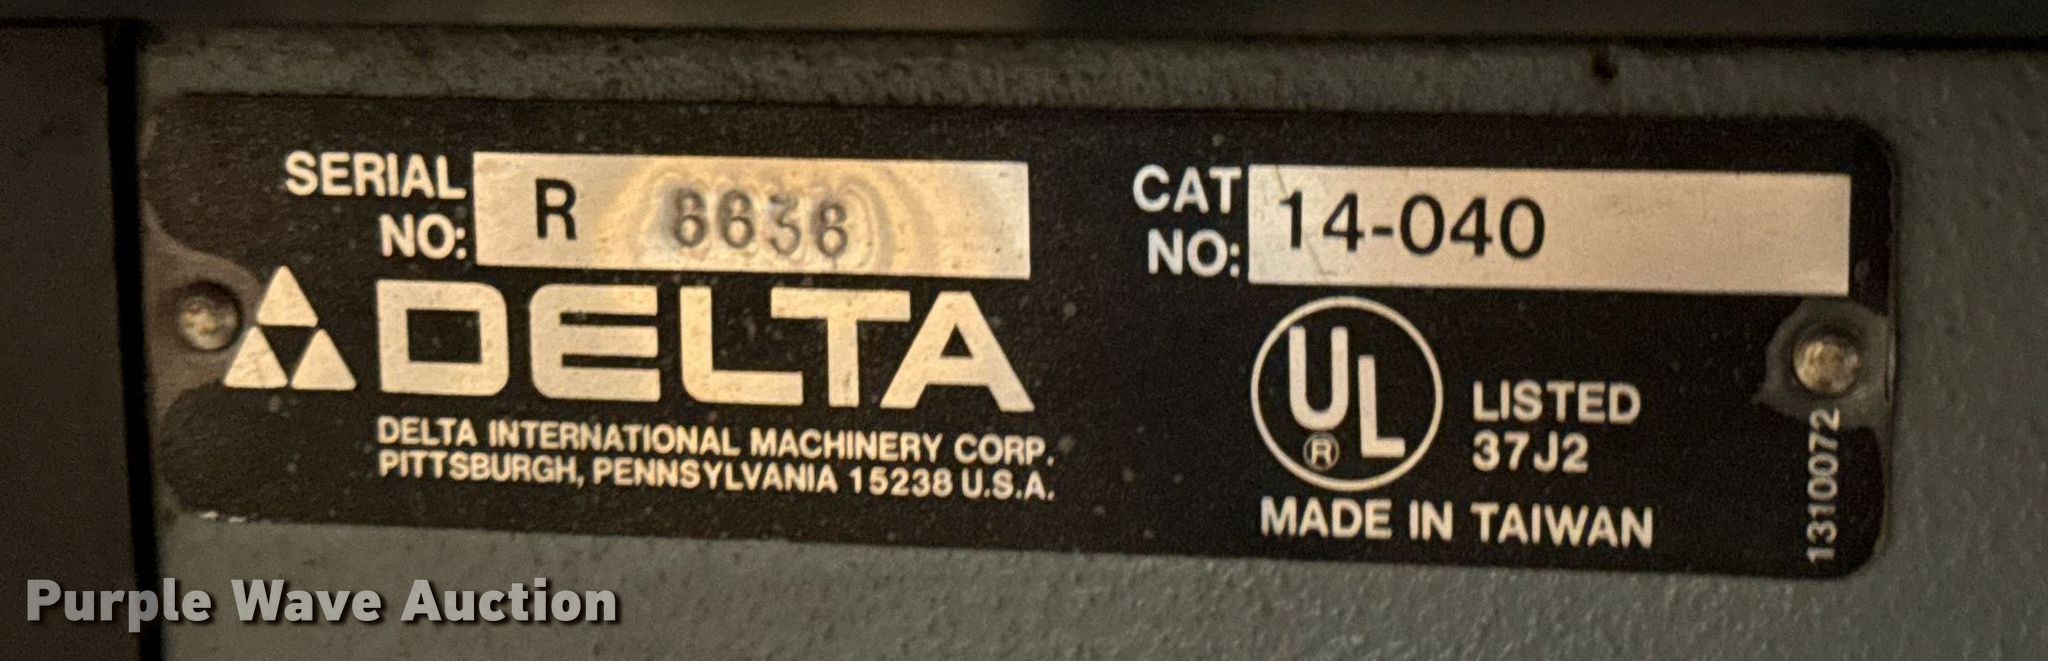 SERIAL NO: R 6636
DELTA
DELTA INTERNATIONAL MACHINERY CORP.
PITTSBURGH, PENNSYLVANIA 15238 U.S.A.
CAT NO: 14-040
UL®
LISTED
37J2
MADE IN TAIWAN
1310072
Purple Wave Auction